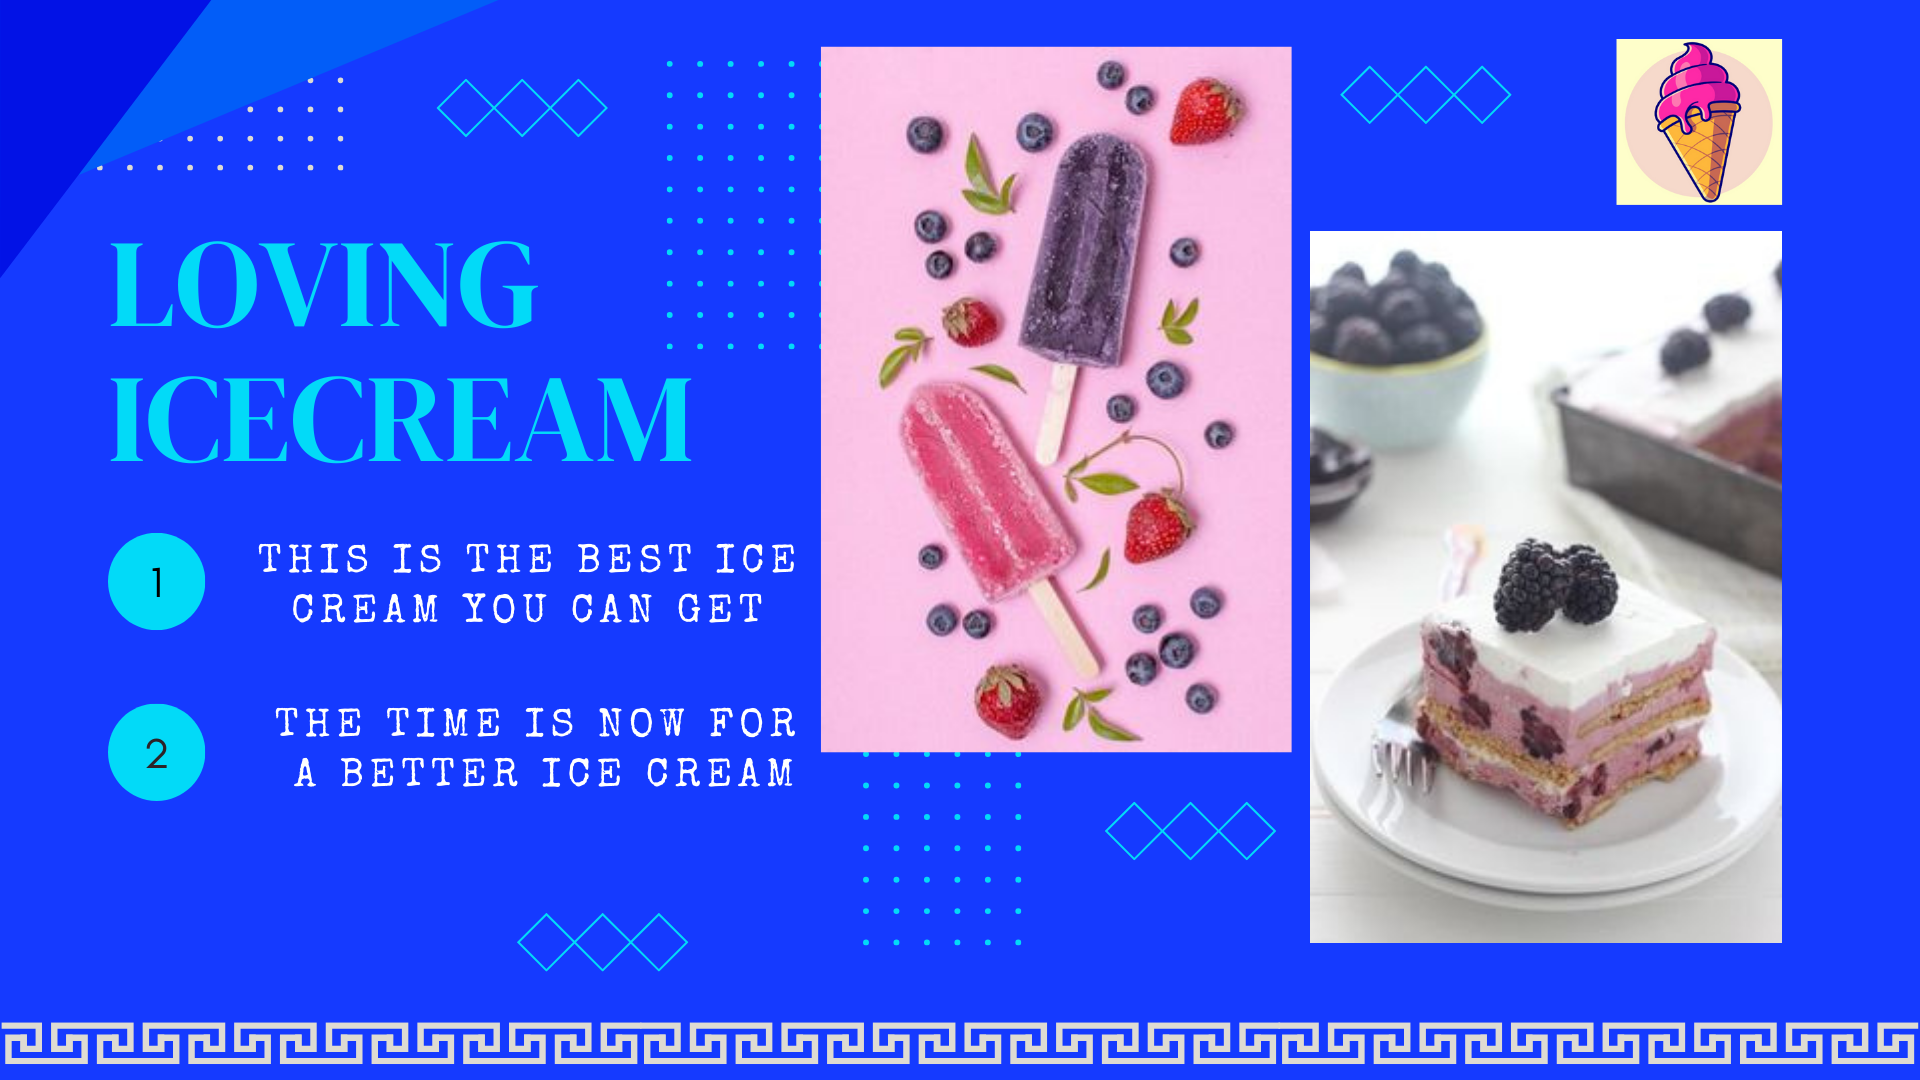 LOVING
ICECREAM
1
THIS IS THE BEST ICE
CREAM YOU CAN GET
2
THE TIME IS NOW FOR
A BETTER ICE CREAM